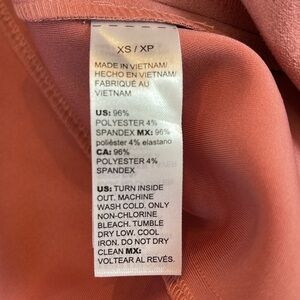 XS / XP
MADE IN VIETNAM/
HECHO EN VIETNAM/
FABRIQUÉ AU
VIETNAM
US: 96%
POLYESTER 4%
SPANDEX MX: 96%
poliéster 4% elastano
CA: 96%
POLYESTER 4%
SPANDEX
US: TURN INSIDE
OUT. MACHINE
WASH COLD. ONLY
NON-CHLORINE
BLEACH. TUMBLE
DRY LOW. COOL
IRON. DO NOT DRY
CLEAN MX:
VOLTEAR AL REVÉS.